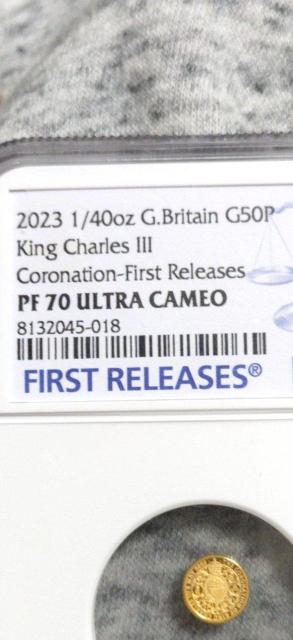 2023 1/40oz G.Britain G50P
King Charles III
Coronation-First Releases
PF 70 ULTRA CAMEO
8132045-018
FIRST RELEASES®